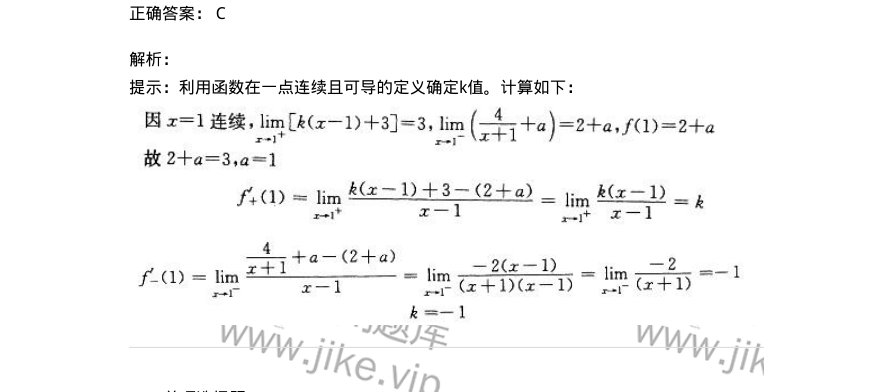 正确答案： C
解析：
提示：利用函数在一点连续且可导的定义确定k值。计算如下：
因 x=1 连续, lim_{x→1⁺} [k(x−1)+3]=3, lim_{x→1⁻} (4/(x+1)+a)=2+a, f(1)=2+a
故 2+a=3, a=1
f′₊(1) = lim_{x→1⁺} (k(x−1)+3−(2+a))/(x−1) = lim_{x→1⁺} k(x−1)/(x−1) = k
f′₋(1) = lim_{x→1⁻} (4/(x+1)+a−(2+a))/(x−1) = lim_{x→1⁻} −2(x−1)/((x+1)(x−1)) = lim_{x→1⁻} −2/(x+1) =−1
k =−1
题库
www.jike.vip
www.jik